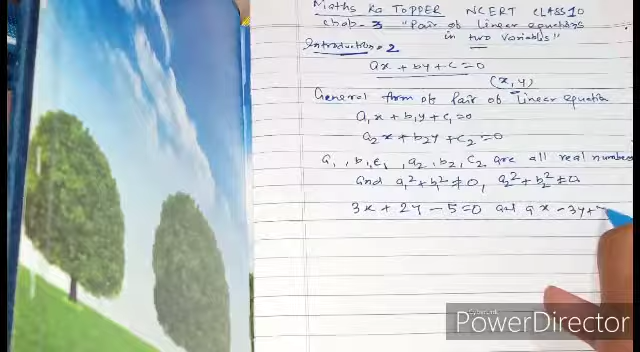 Maths Ka TOPPER NCERT CLASS 10
Chap-3 "Pair of Linear equations
in two variables"
Introduction:- 2
ax + by + c = 0
(x, y)
General form of Pair of Linear equation
a₁x + b₁y + c₁ = 0
a₂x + b₂y + c₂ = 0
a₁, b₁, c₁, a₂, b₂, c₂ are all real numbers
and a₁² + b₁² ≠ 0, a₂² + b₂² ≠ 0
3x + 2y - 5 = 0 and 9x - 3y +
CyberLink
PowerDirector